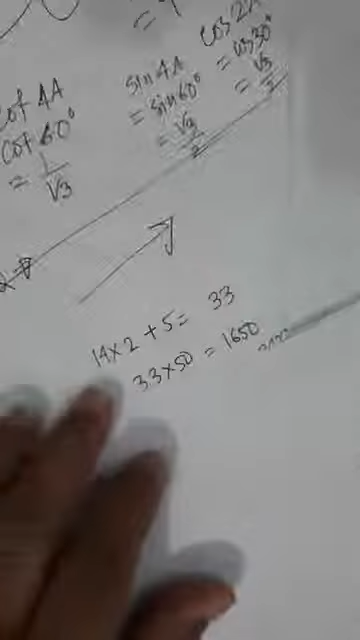 cot 4A
cot 60°
= 1/√3
sin 4A
= sin 60°
= √3/2
cos 2A
= cos 30°
= √3/2
14 x 2 + 5 = 33
33 x 50 = 1650